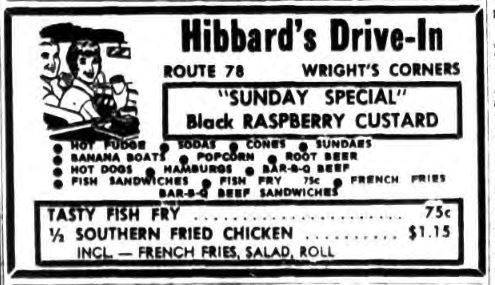 Hibbard's Drive-In
ROUTE 78 WRIGHT'S CORNERS
"SUNDAY SPECIAL"
Black RASPBERRY CUSTARD
● HOT FUDGE ● SODAS ● CONES ● SUNDAES
● BANANA BOATS ● POPCORN ● ROOT BEER
● HOT DOGS ● HAMBURGS ● BAR-B-Q BEEF
● FISH SANDWICHES ● FISH FRY 75c ● FRENCH FRIES
BAR-B-Q BEEF SANDWICHES
TASTY FISH FRY .................... 75c
½ SOUTHERN FRIED CHICKEN .......... $1.15
INCL. — FRENCH FRIES, SALAD, ROLL